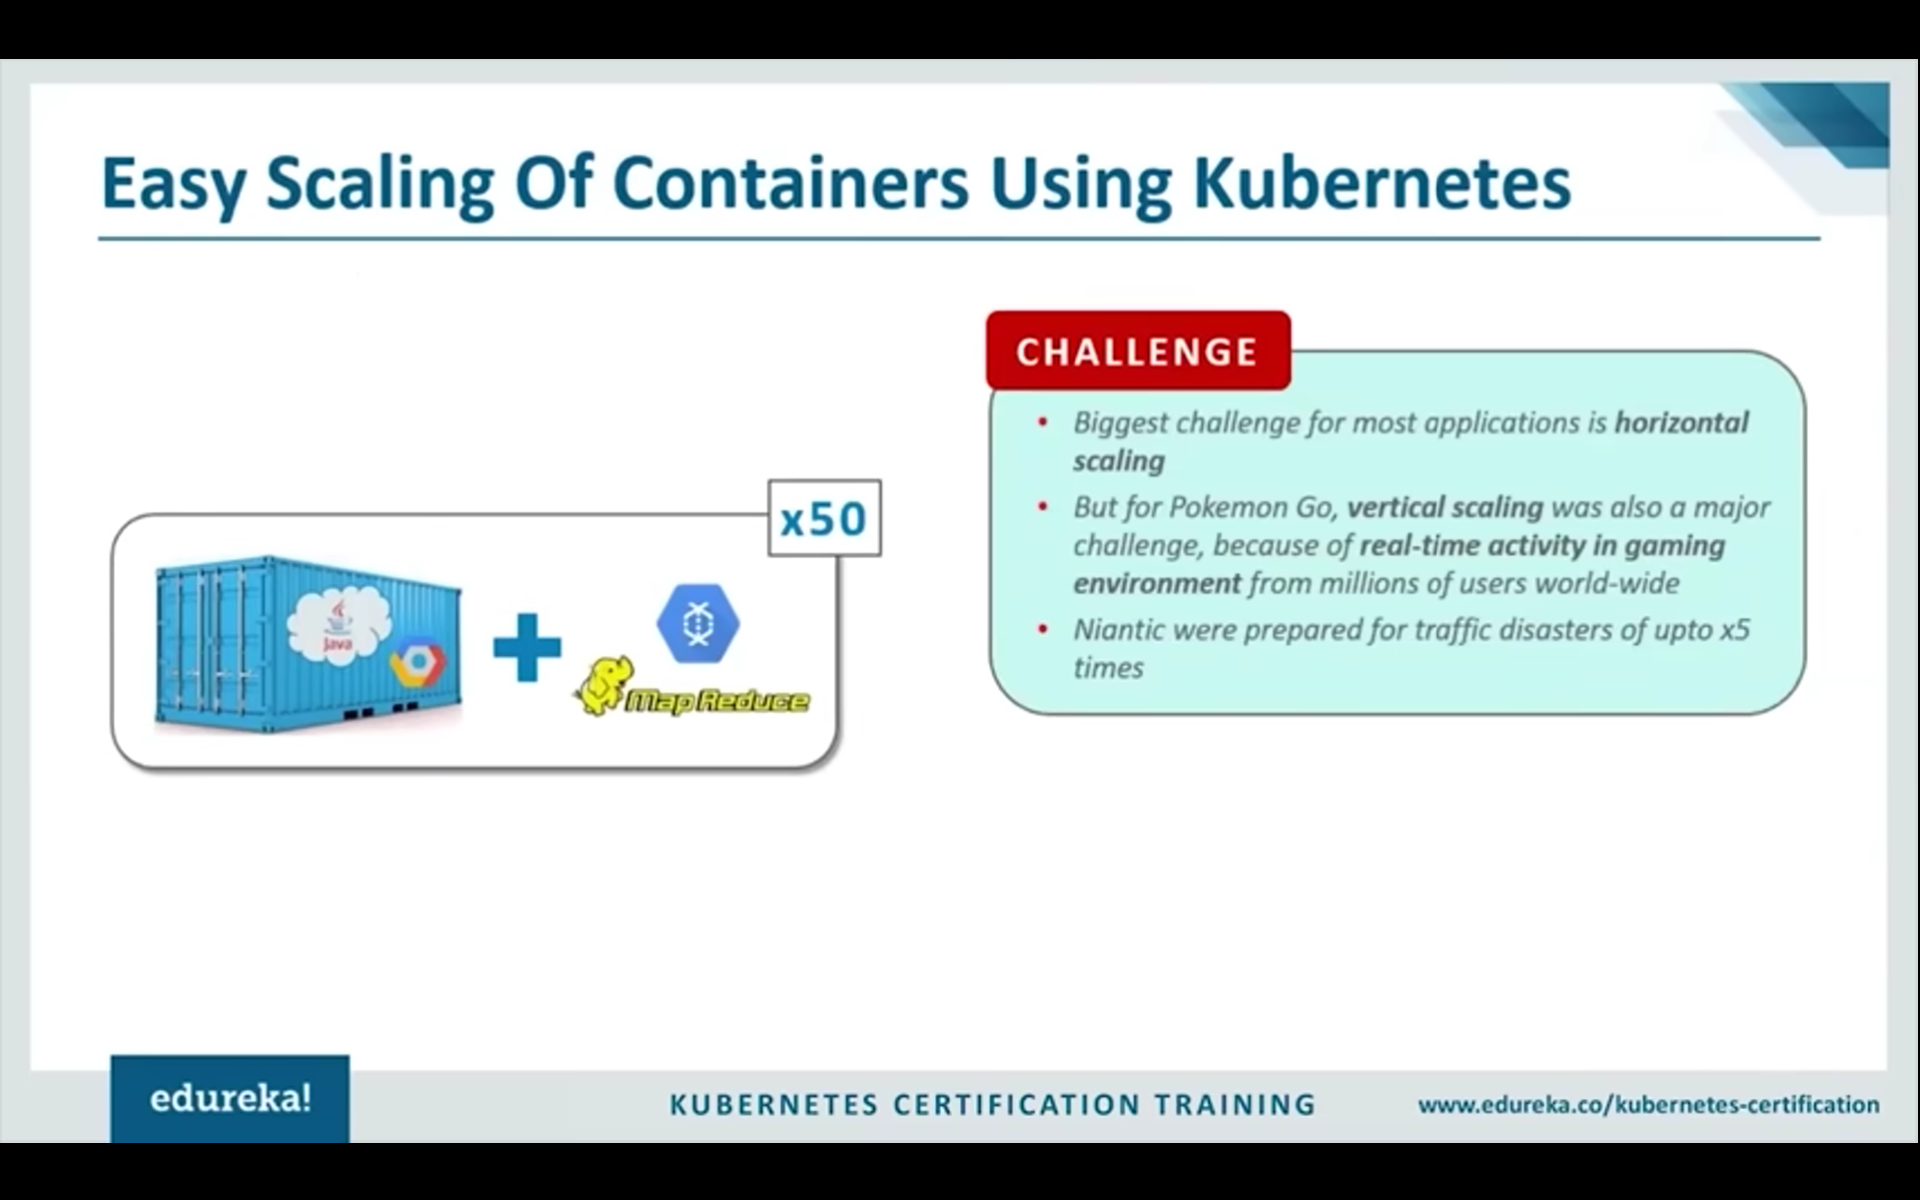 Easy Scaling Of Containers Using Kubernetes
CHALLENGE
• Biggest challenge for most applications is horizontal
scaling
• But for Pokemon Go, vertical scaling was also a major
challenge, because of real-time activity in gaming
environment from millions of users world-wide
• Niantic were prepared for traffic disasters of upto x5
times
x50
Java
Map Reduce
edureka!
KUBERNETES CERTIFICATION TRAINING
www.edureka.co/kubernetes-certification